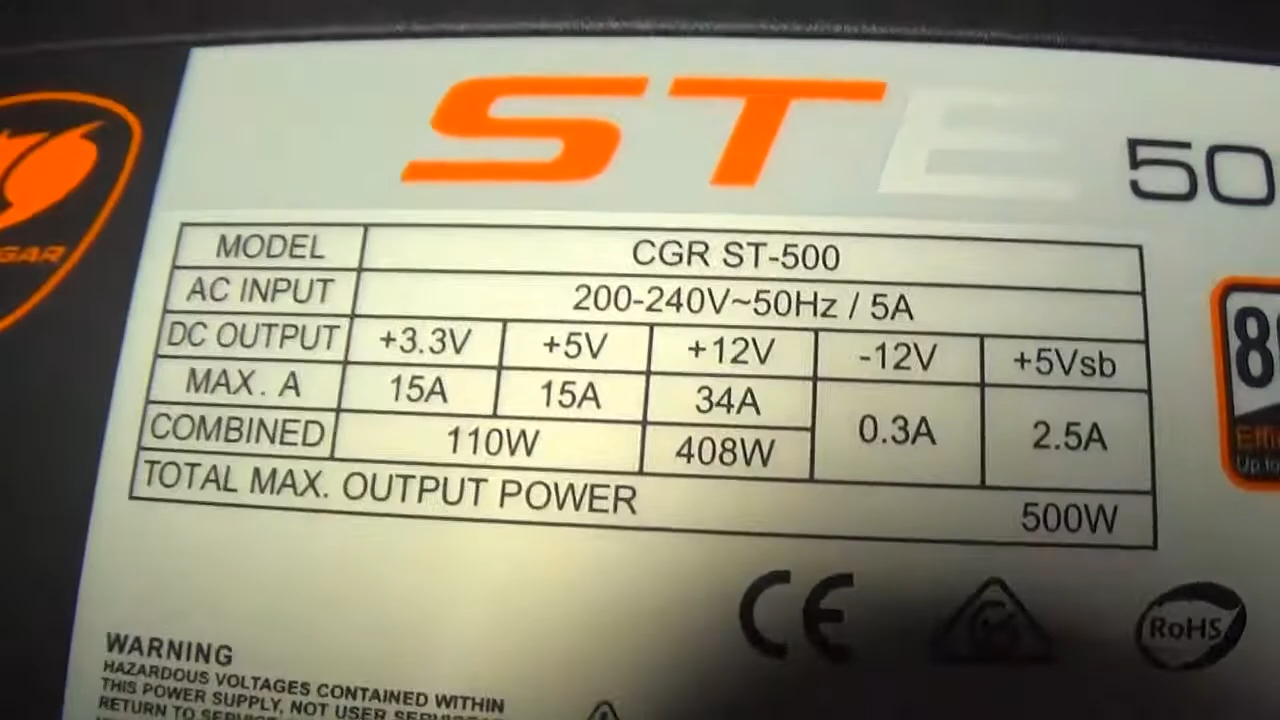 STE 50
GAR
MODEL CGR ST-500
AC INPUT 200-240V~50Hz / 5A
DC OUTPUT +3.3V +5V +12V -12V +5Vsb
MAX. A 15A 15A 34A 0.3A 2.5A
COMBINED 110W 408W
TOTAL MAX. OUTPUT POWER 500W
8
CE RoHS
WARNING
HAZARDOUS VOLTAGES CONTAINED WITHIN
THIS POWER SUPPLY, NOT USER
RETURN TO